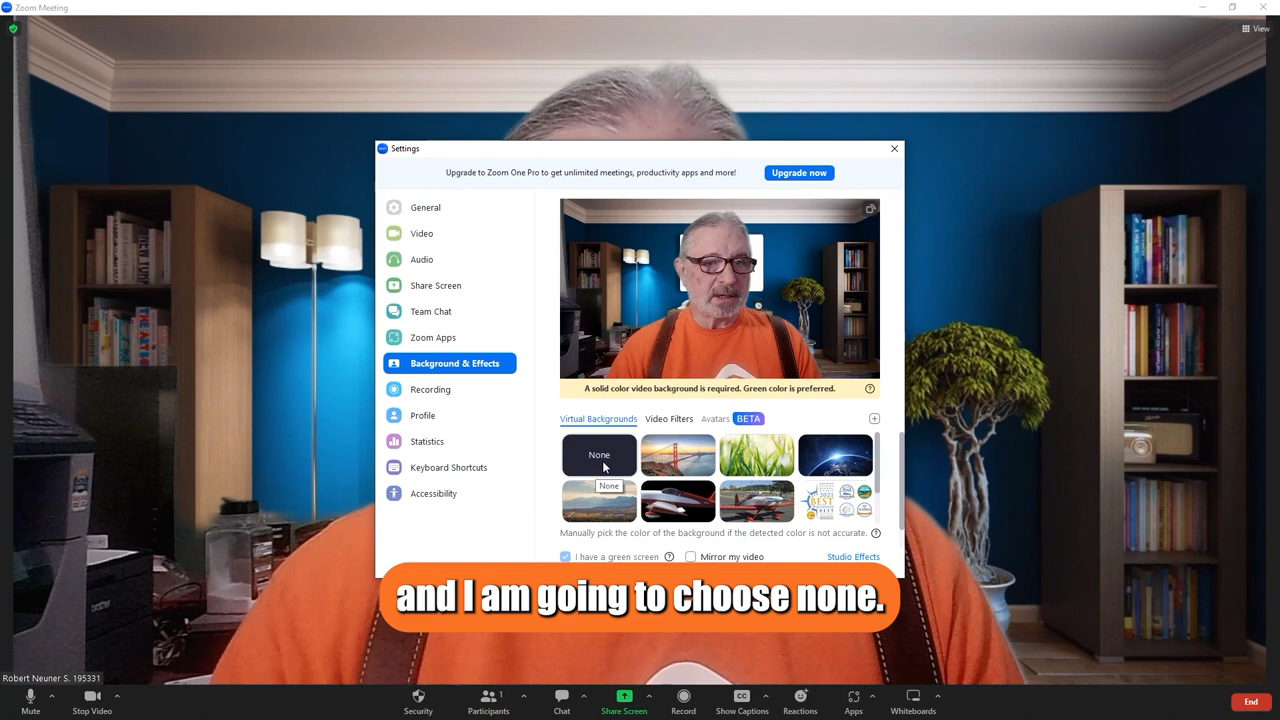 Zoom Meeting
View
Settings
Upgrade to Zoom One Pro to get unlimited meetings, productivity apps and more!
Upgrade now
General
Video
Audio
Share Screen
Team Chat
Zoom Apps
Background & Effects
Recording
Profile
Statistics
Keyboard Shortcuts
Accessibility
A solid color video background is required. Green color is preferred.
Virtual Backgrounds
Video Filters
Avatars
BETA
None
None
2021
BEST
Manually pick the color of the background if the detected color is not accurate.
I have a green screen
Mirror my video
Studio Effects
and I am going to choose none.
Robert Neuner S. 195331
Mute
Stop Video
Security
Participants
1
Chat
Share Screen
Record
Show Captions
Reactions
Apps
Whiteboards
End